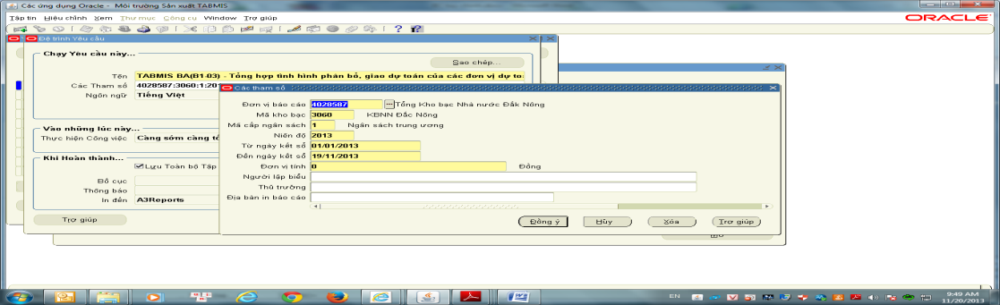 Các ứng dụng Oracle - Môi trường Sản xuất TABMIS
Tập tin Hiệu chỉnh Xem Thư mục Công cụ Window Trợ giúp
ORACLE
Đệ trình Yêu cầu
Chạy Yêu cầu này...
Sao chép...
Tên TABMIS BA(B1-03) - Tổng hợp tình hình phân bổ, giao dự toán của các đơn vị dự to
Các Tham số 4028587:3060:1:20
Ngôn ngữ Tiếng Việt
Vào những lúc này...
Thực hiện Công việc Càng sớm càng t
Khi Hoàn thành...
Lưu Toàn bộ Tập
Bố cục
Thông báo
In đến A3Reports
Trợ giúp
Các tham số
Đơn vị báo cáo 4028587 Tổng Kho bạc Nhà nước Đắk Nông
Mã kho bạc 3060 KBNN Đắc Nông
Mã cấp ngân sách 1 Ngân sách trung ương
Niên độ 2013
Từ ngày kết sổ 01/01/2013
Đến ngày kết sổ 19/11/2013
Đơn vị tính 0 Đồng
Người lập biểu
Thủ trưởng
Địa bàn in báo cáo
Đồng ý Hủy Xóa Trợ giúp
EN 9:49 AM
11/20/2013